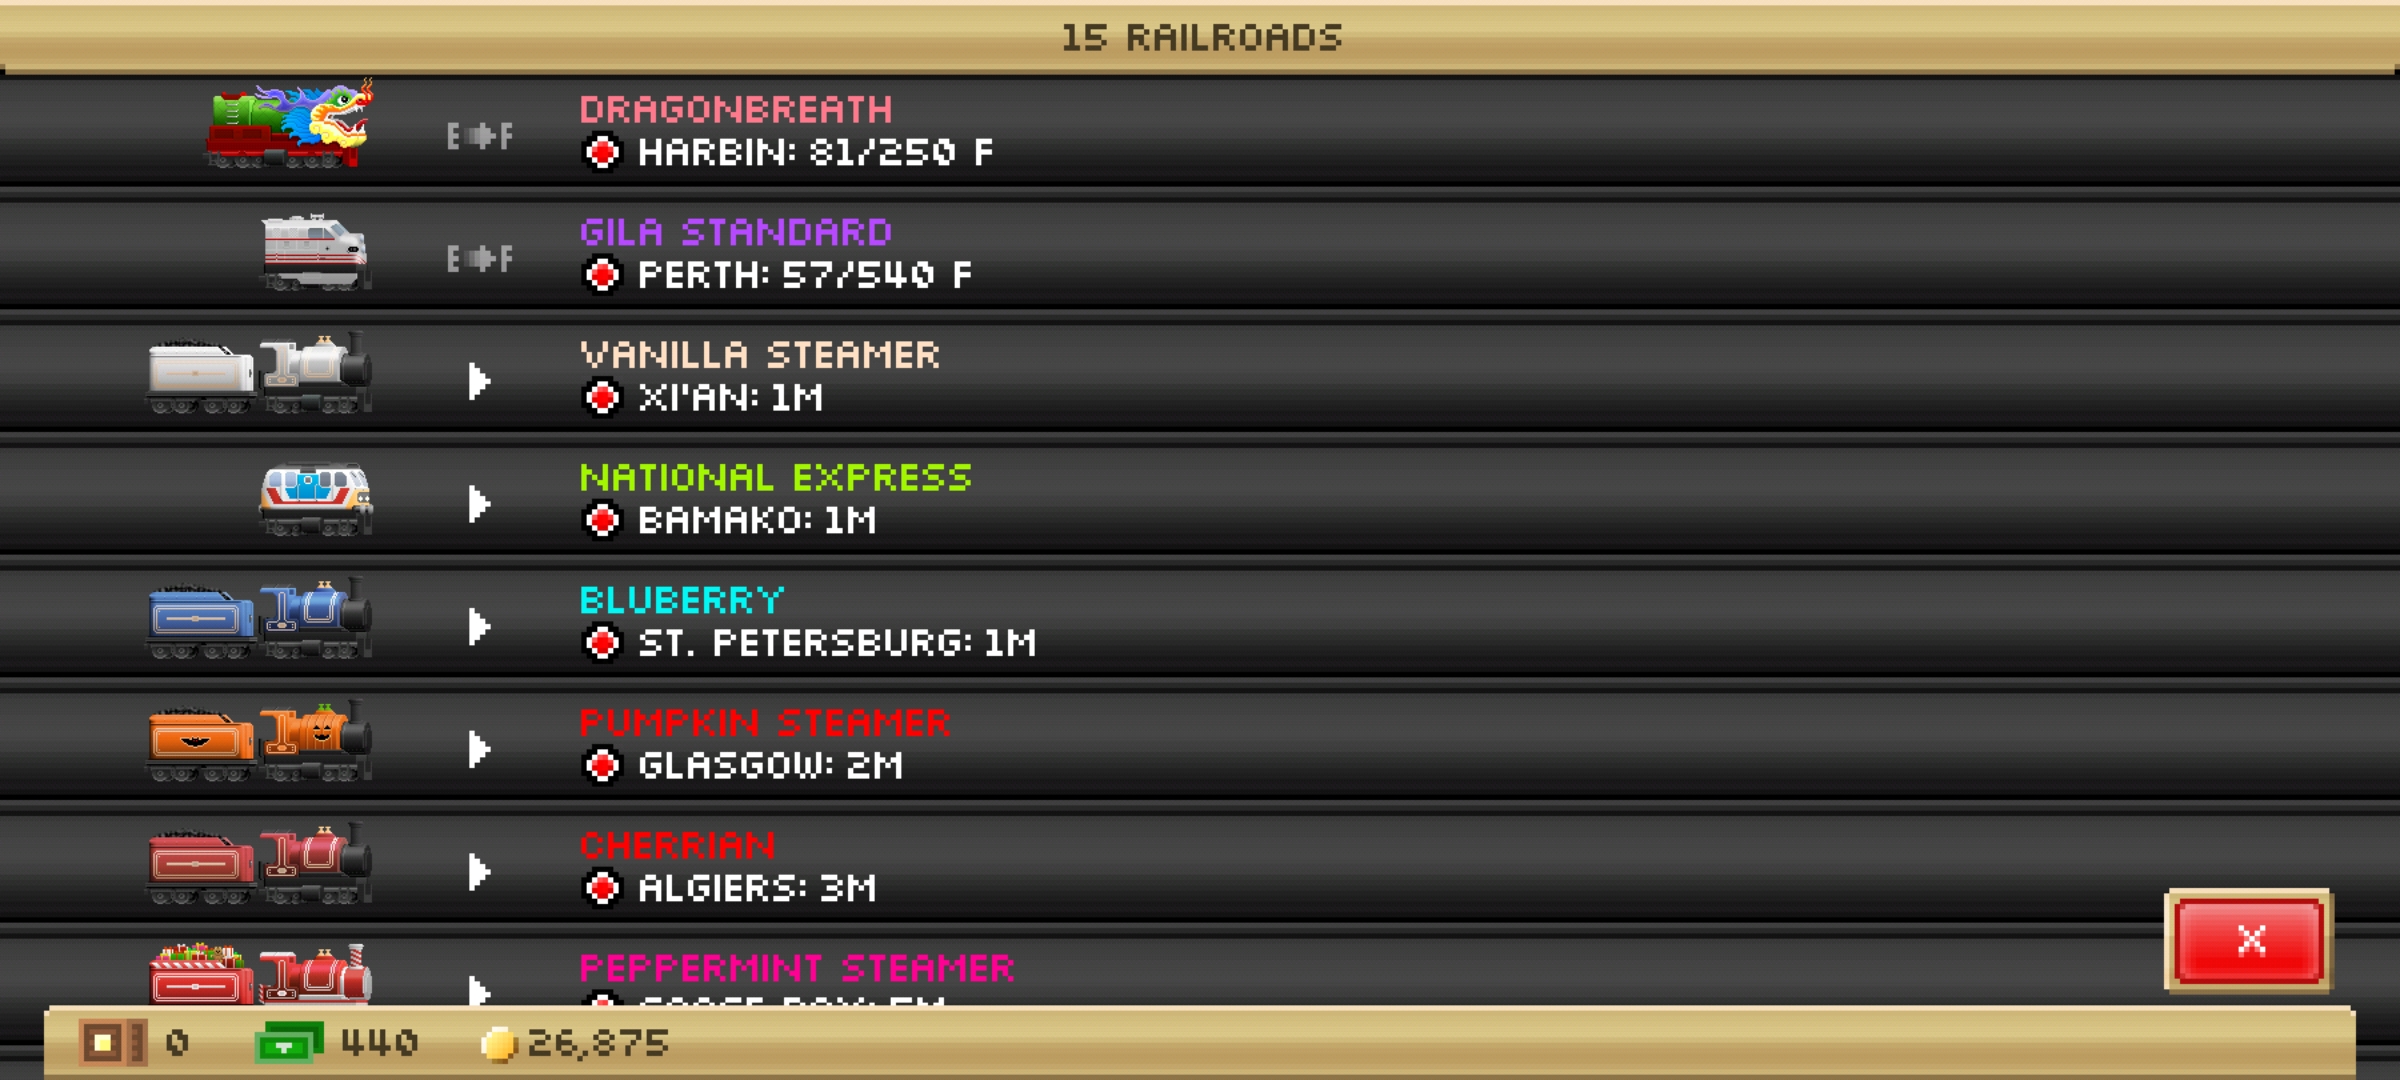 15 RAILROADS
E F
DRAGONBREATH
HARBIN: 81/250 F
E F
GILA STANDARD
PERTH: 57/540 F
VANILLA STEAMER
XI'AN: 1M
NATIONAL EXPRESS
BAMAKO: 1M
BLUBERRY
ST. PETERSBURG: 1M
PUMPKIN STEAMER
GLASGOW: 2M
CHERRIAN
ALGIERS: 3M
PEPPERMINT STEAMER
X
0 440 26,875